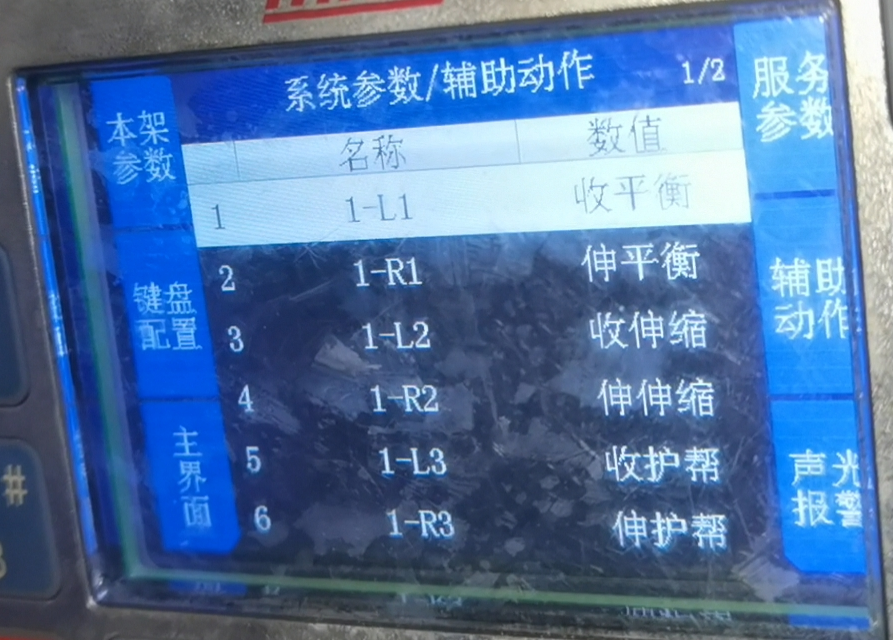 系统参数/辅助动作 1/2
本架
参数
键盘
配置
主
界
面
名称 数值
1 1-L1 收平衡
2 1-R1 伸平衡
3 1-L2 收伸缩
4 1-R2 伸伸缩
5 1-L3 收护帮
6 1-R3 伸护帮
服务
参数
辅助
动作
声光
报警
#